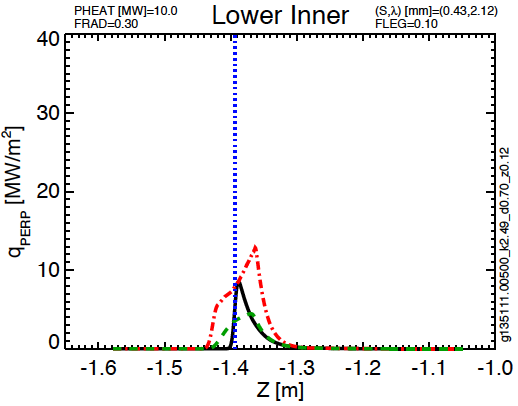 PHEAT [MW]=10.0
FRAD=0.30
Lower Inner
(S,λ) [mm]=(0.43,2.12)
FLEG=0.10
40
30
20
10
0
qPERP [MW/m2]
-1.6 -1.5 -1.4 -1.3 -1.2 -1.1 -1.0
Z [m]
g1351111.00500_k2.49_d0.70_z0.12